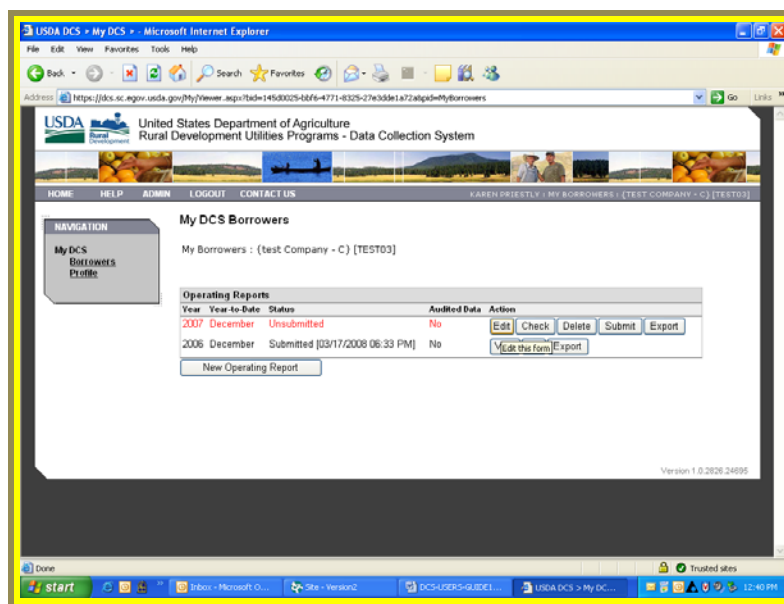 USDA DCS > My DCS > - Microsoft Internet Explorer
File Edit View Favorites Tools Help
Back Search Favorites
Address https://dcs.sc.egov.usda.gov/My/Viewer.aspx?tid=145d0025-bbf6-4771-8325-27e3dde1a72a&pid=MyBorrowers Go Links
USDA Rural Development
United States Department of Agriculture
Rural Development Utilities Programs - Data Collection System
HOME HELP ADMIN LOGOUT CONTACT US KAREN PRIESTLY : MY BORROWERS : {TEST COMPANY - C} [TEST03]
NAVIGATION
My DCS
Borrowers
Profile
My DCS Borrowers
My Borrowers : {test Company - C} [TEST03]
Operating Reports
Year Year-to-Date Status Audited Data Action
2007 December Unsubmitted No Edit Check Delete Submit Export
2006 December Submitted [03/17/2008 06:33 PM] No Export
Edit this form
New Operating Report
Version 1.0.2826.24695
Done Trusted sites
start Inbox - Microsoft O... Site - Version2 DCS-USERS-GUIDE1... USDA DCS > My DC... 12:40 PM